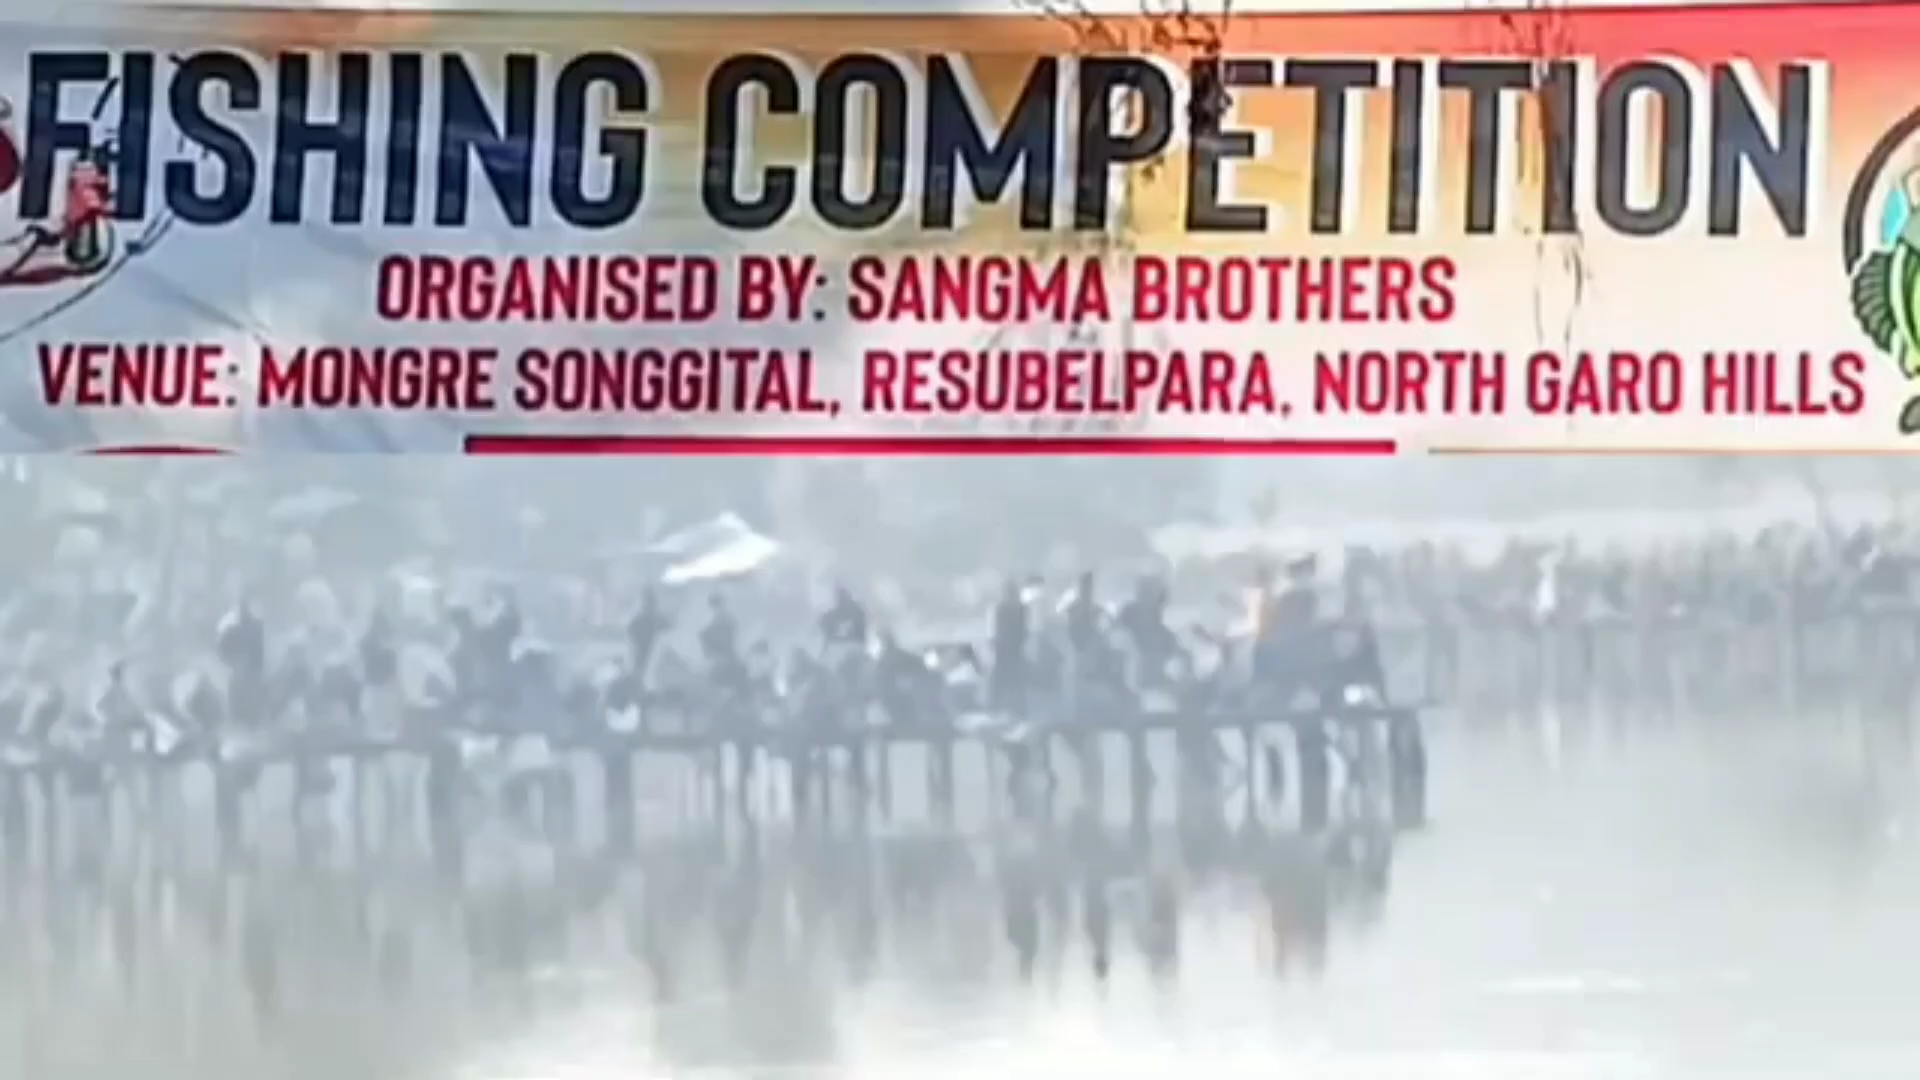 FISHING COMPETITION
ORGANISED BY: SANGMA BROTHERS
VENUE: MONGRE SONGGITAL, RESUBELPARA, NORTH GARO HILLS